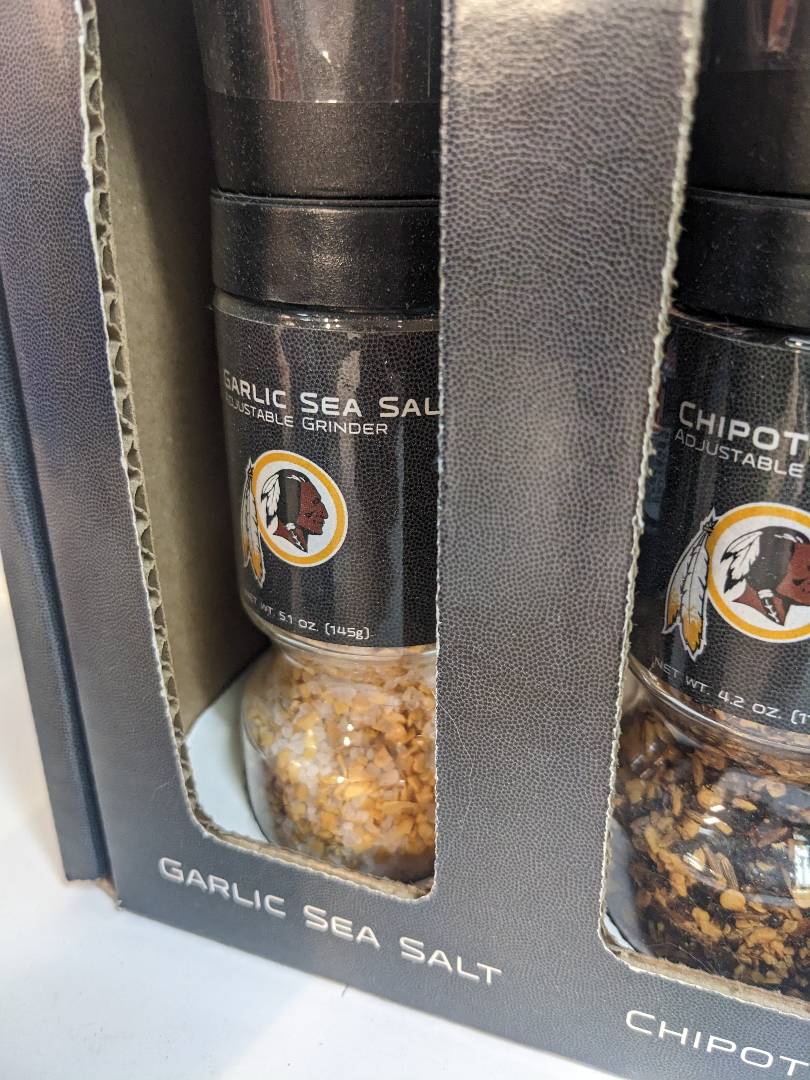 GARLIC SEA SAL
ADJUSTABLE GRINDER
NET WT. 5.1 OZ. (145g)
CHIPOT
ADJUSTABLE
NET WT. 4.2 OZ. (1
GARLIC SEA SALT
CHIPOT